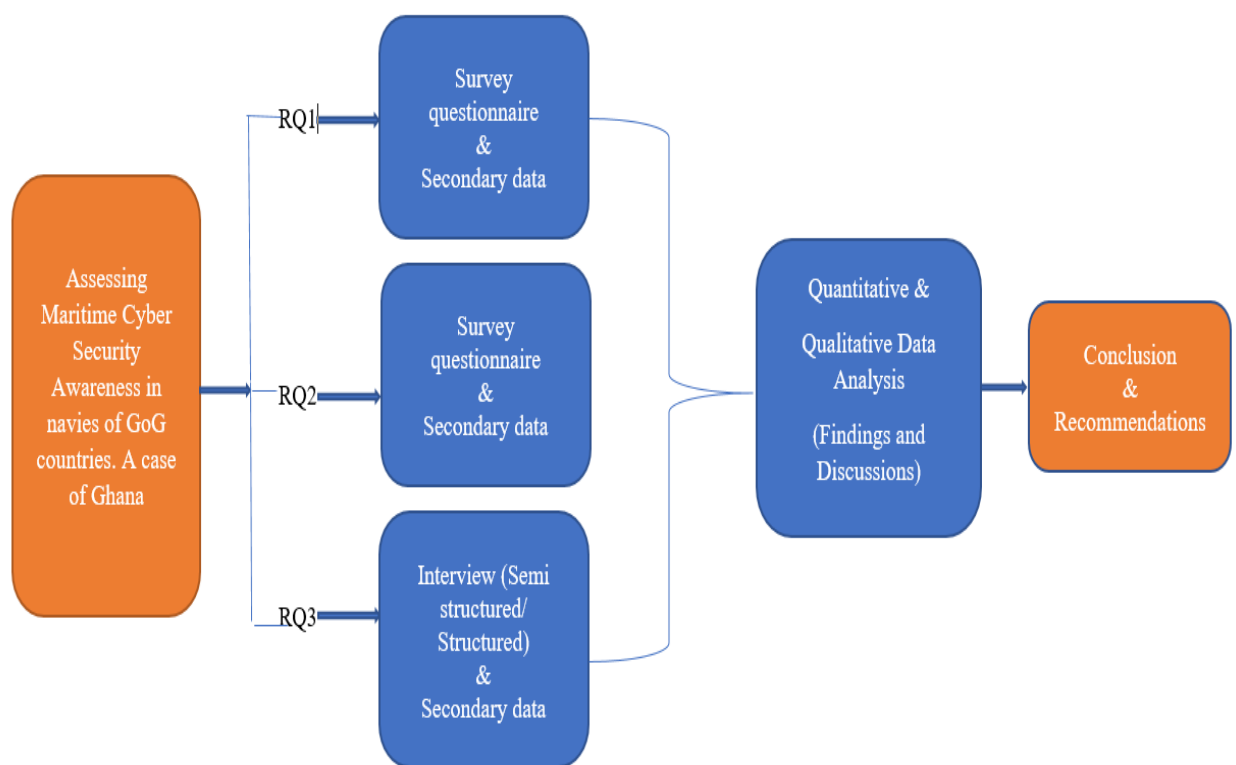 Assessing
Maritime Cyber
Security
Awareness in
navies of GoG
countries. A case
of Ghana
RQ1
Survey
questionnaire
&
Secondary data
RQ2
Survey
questionnaire
&
Secondary data
RQ3
Interview (Semi
structured/
Structured)
&
Secondary data
Quantitative &
Qualitative Data
Analysis
(Findings and
Discussions)
Conclusion
&
Recommendations